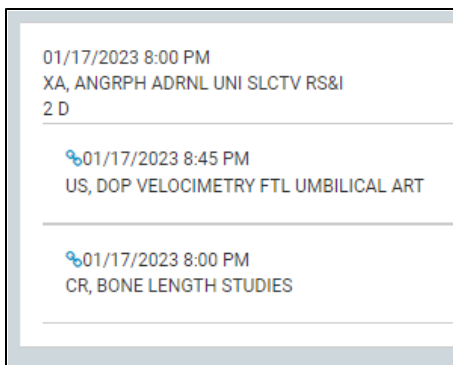 01/17/2023 8:00 PM
XA, ANGRPH ADRNL UNI SLCTV RS&I
2 D
01/17/2023 8:45 PM
US, DOP VELOCIMETRY FTL UMBILICAL ART
01/17/2023 8:00 PM
CR, BONE LENGTH STUDIES